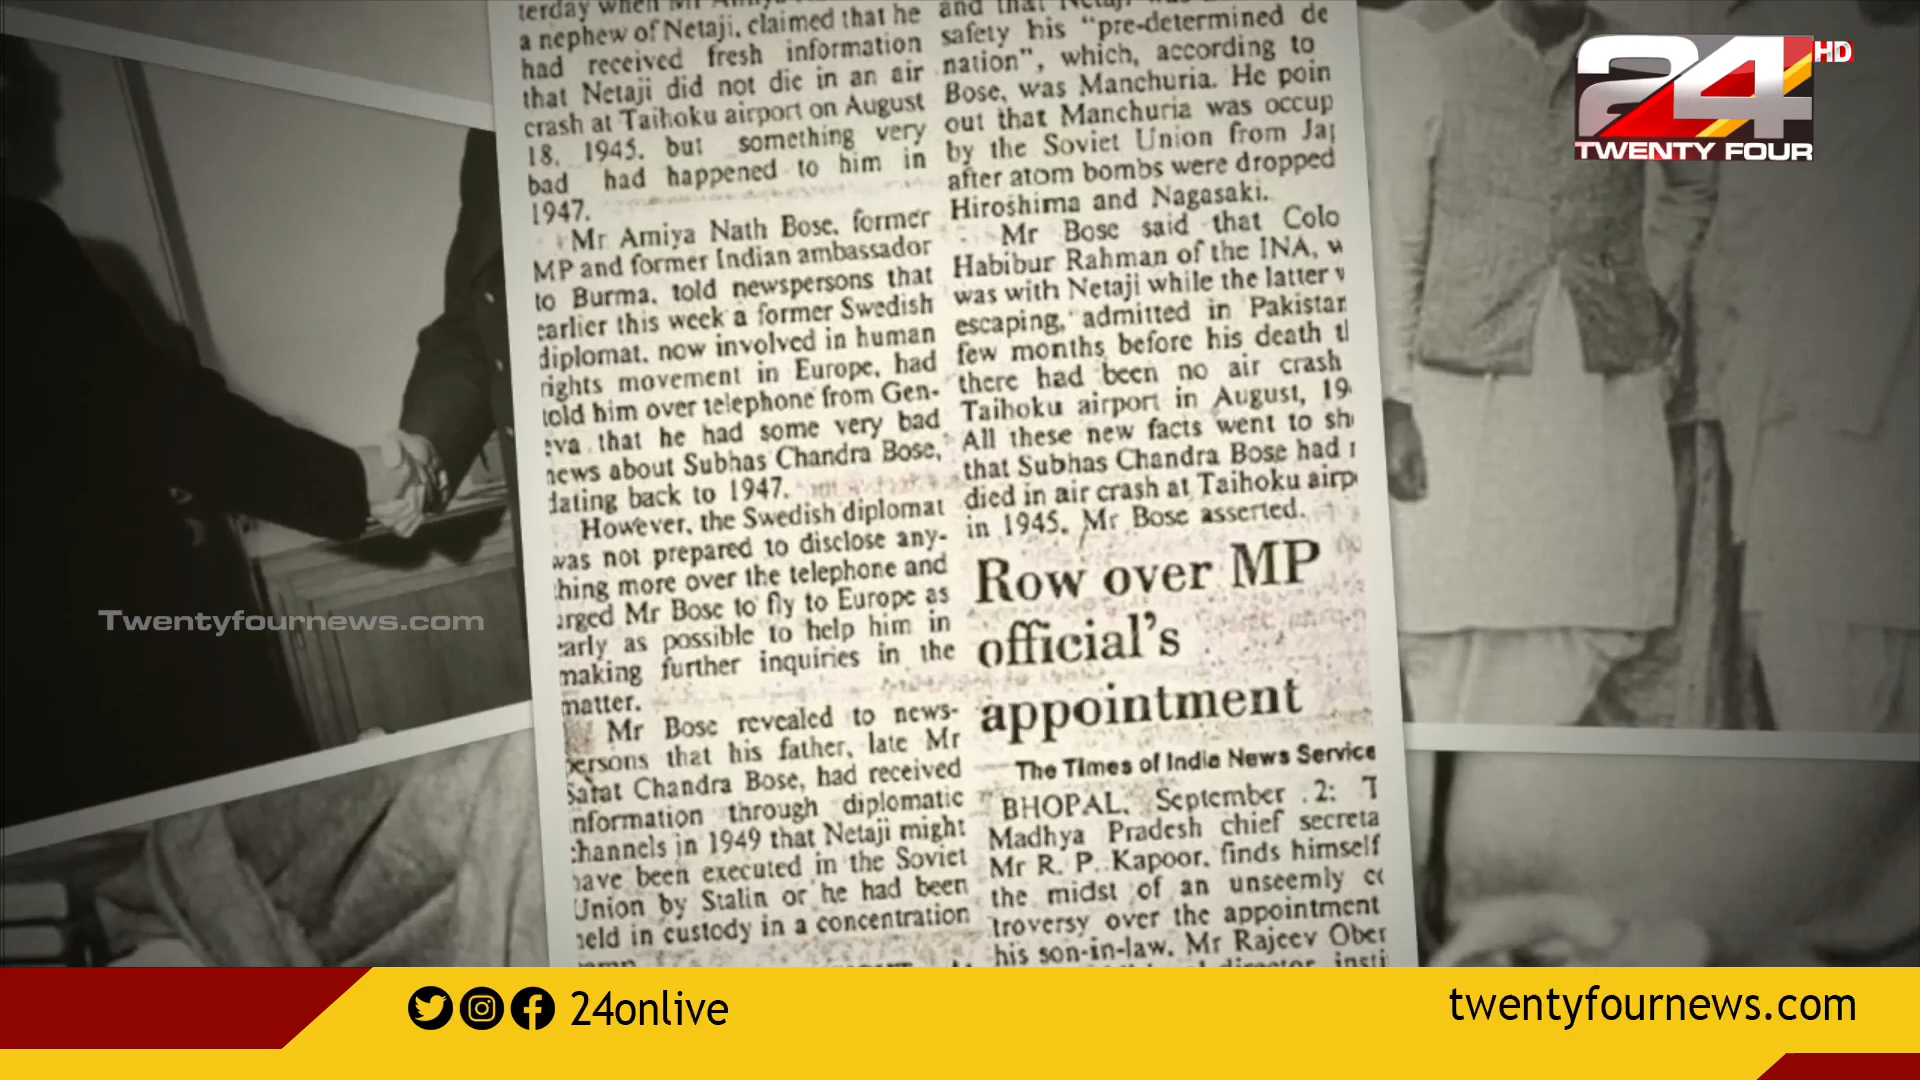 terday when Mr
a nephew of Netaji, claimed that he
had received fresh information
that Netaji did not die in an air
crash at Taihoku airport on August
18, 1945, but something very
bad had happened to him in
1947.
Mr Amiya Nath Bose, former
MP and former Indian ambassador
to Burma, told newspersons that
earlier this week a former Swedish
diplomat, now involved in human
rights movement in Europe, had
told him over telephone from Gen-
eva that he had some very bad
news about Subhas Chandra Bose,
dating back to 1947.
However, the Swedish diplomat
was not prepared to disclose any-
thing more over the telephone and
urged Mr Bose to fly to Europe as
early as possible to help him in
making further inquiries in the
matter.
Mr Bose revealed to news-
persons that his father, late Mr
Sarat Chandra Bose, had received
nformation through diplomatic
channels in 1949 that Netaji might
have been executed in the Soviet
Union by Stalin or he had been
held in custody in a concentration
and that Netaji
safety his "pre-determined de
nation", which, according to
Bose, was Manchuria. He poin
out that Manchuria was occup
by the Soviet Union from Jap
after atom bombs were dropped
Hiroshima and Nagasaki.
Mr Bose said that Colo
Habibur Rahman of the INA, w
was with Netaji while the latter w
escaping, admitted in Pakistan
few months before his death th
there had been no air crash
Taihoku airport in August, 19
All these new facts went to sh
that Subhas Chandra Bose had
died in air crash at Taihoku airp
in 1945, Mr Bose asserted.
Row over MP
official's
appointment
The Times of India News Service
BHOPAL, September 2: T
Madhya Pradesh chief secreta
Mr R. P. Kapoor, finds himself
the midst of an unseemly co
troversy over the appointment
his son-in-law, Mr Rajeev Ober
director, insti
24 HD
TWENTY FOUR
Twentyfournews.com
24onlive
twentyfournews.com